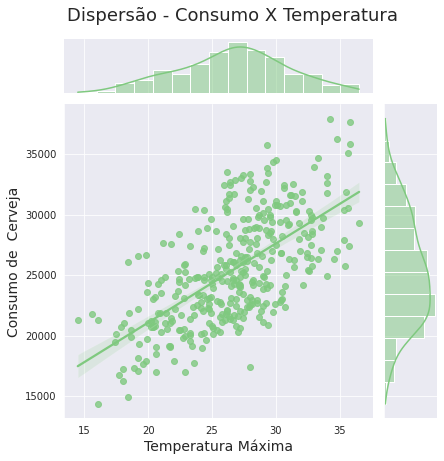 Dispersão - Consumo X Temperatura
35000
30000
25000
20000
15000
Consumo de  Cerveja
15 20 25 30 35
Temperatura Máxima